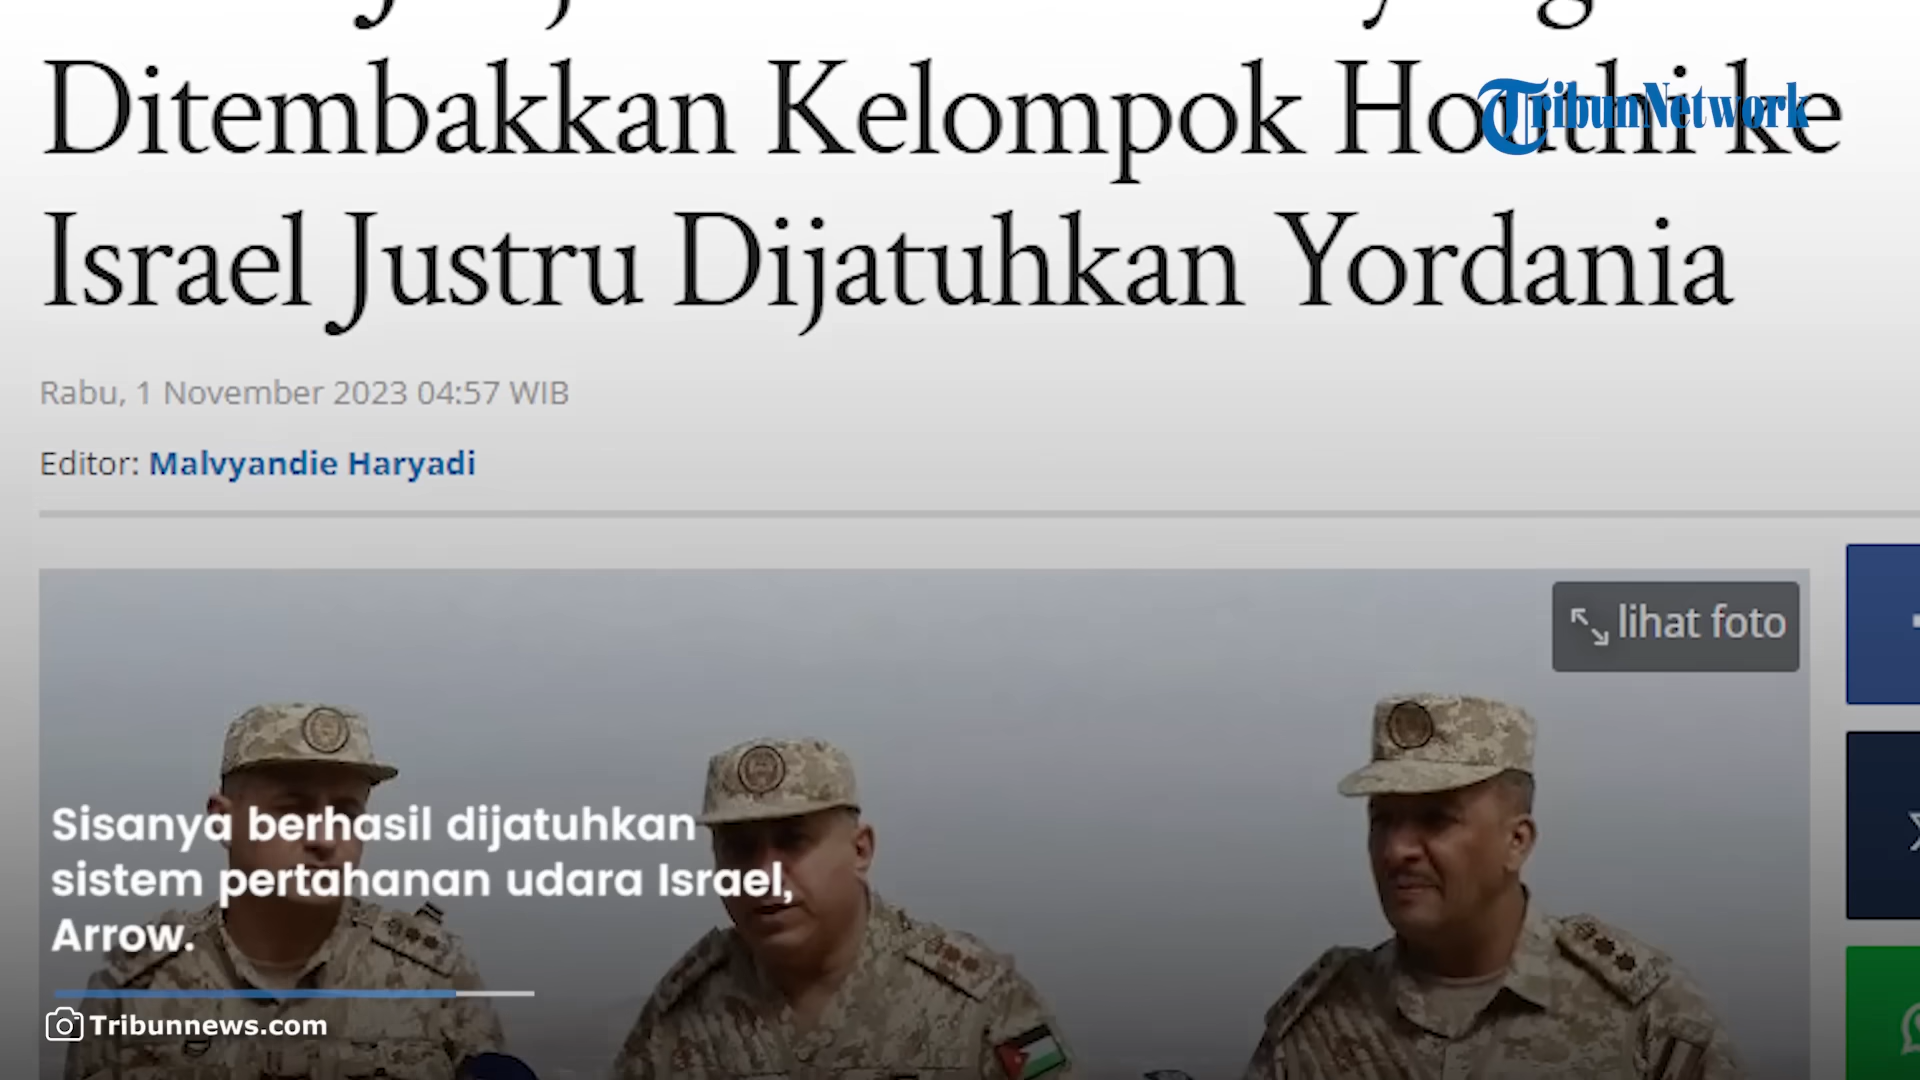 Ditembakkan Kelompok Houthi ke
TribunNetwork
Israel Justru Dijatuhkan Yordania
Rabu, 1 November 2023 04:57 WIB
Editor: Malvyandie Haryadi
lihat foto
Sisanya berhasil dijatuhkan
sistem pertahanan udara Israel,
Arrow.
Tribunnews.com